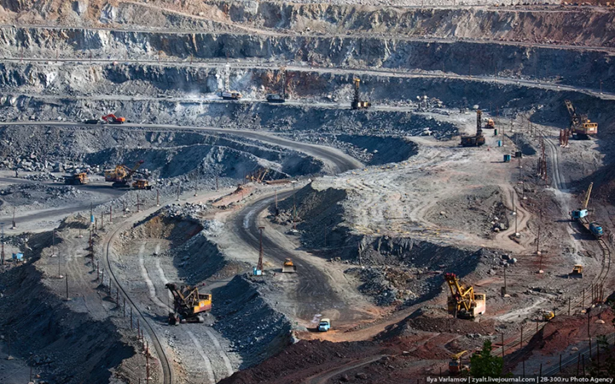 © Ilya Varlamov | zyalt.livejournal.com | 28-300.ru | Photo Agency